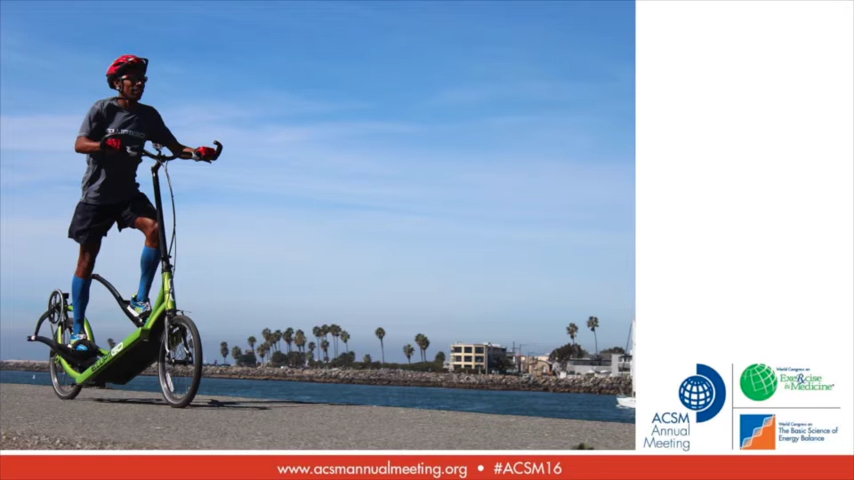 ACSM
Annual
Meeting
World Congress on
Exercise
is Medicine®
World Congress on
The Basic Science of
Energy Balance
www.acsmannualmeeting.org • #ACSM16